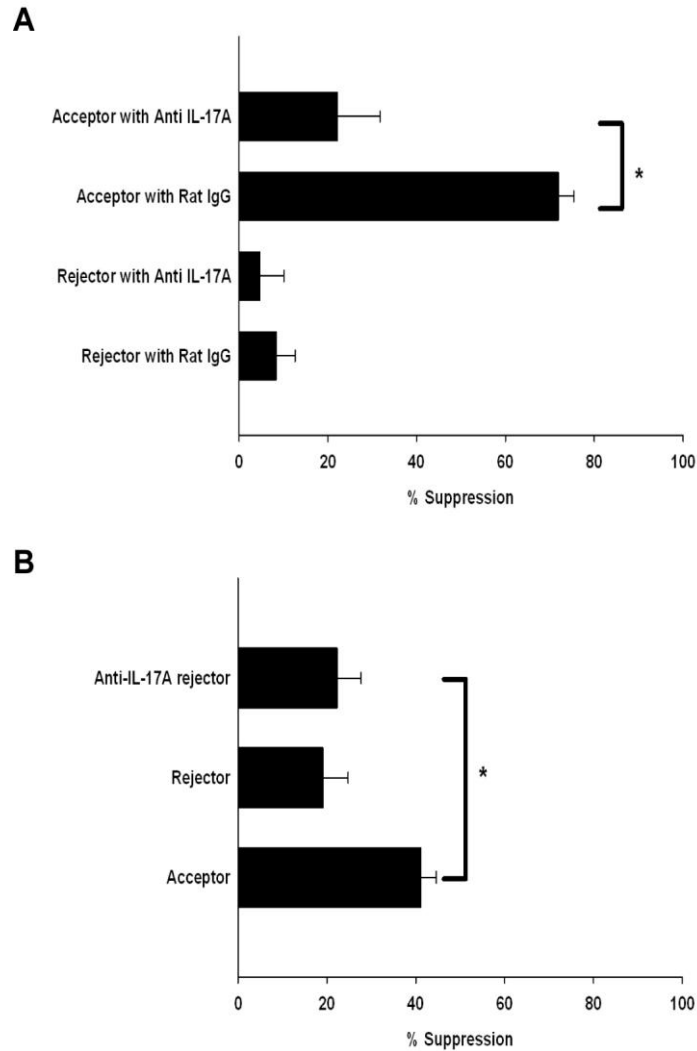 A
Acceptor with Anti IL-17A
Acceptor with Rat IgG
*
Rejector with Anti IL-17A
Rejector with Rat IgG
0 20 40 60 80 100
% Suppression
B
Anti-IL-17A rejector
Rejector
*
Acceptor
0 20 40 60 80 100
% Suppression